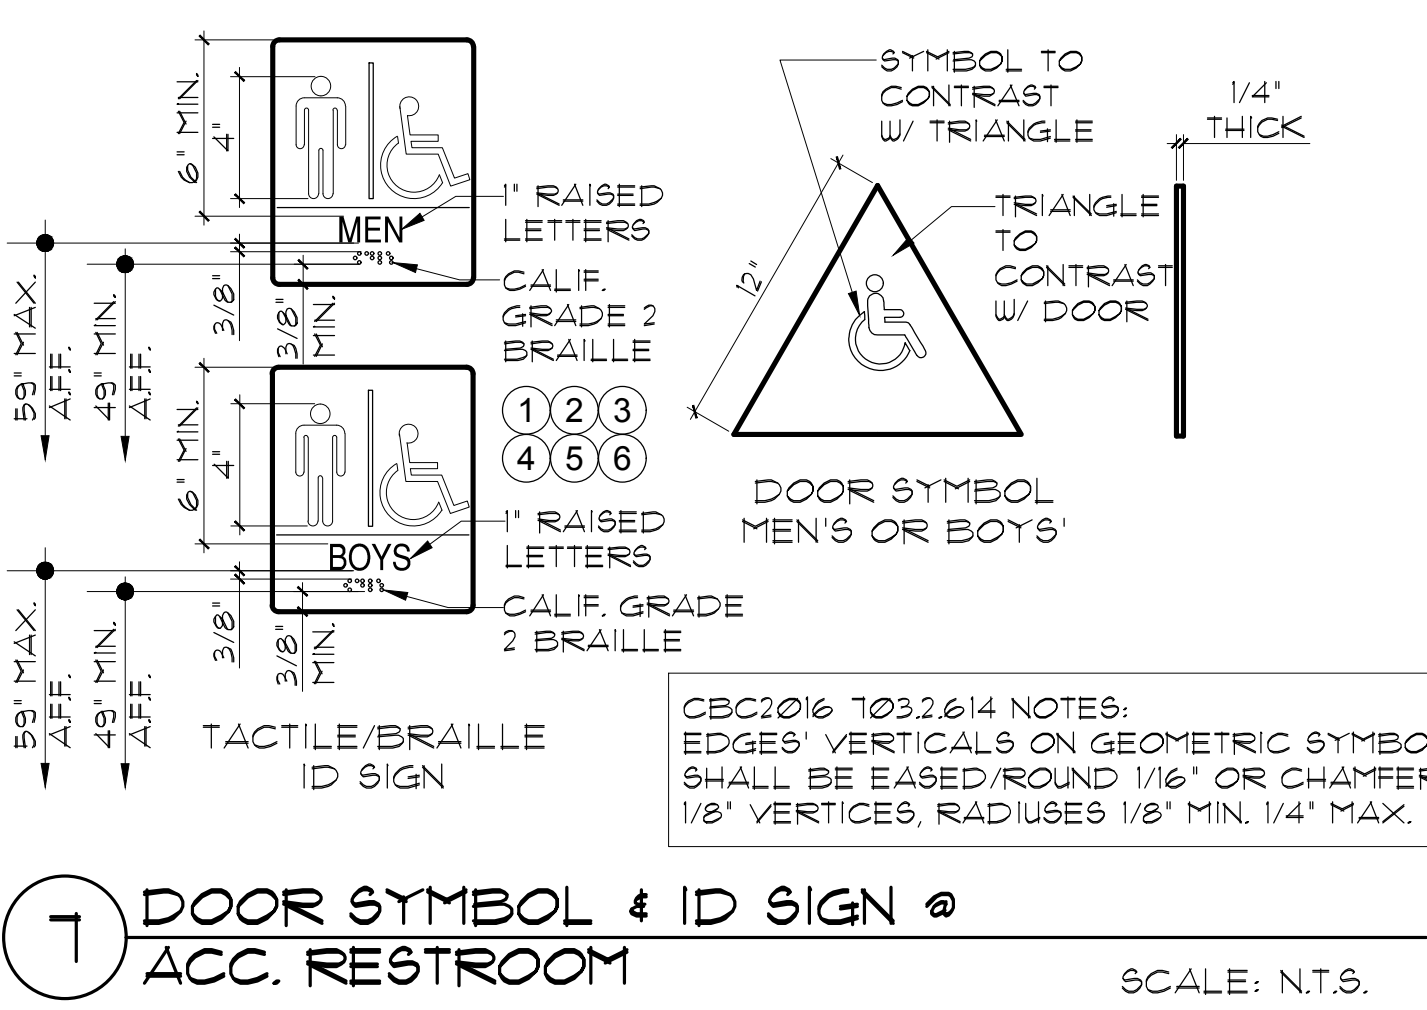 6" MIN.
4"
MEN
1" RAISED
LETTERS
CALIF.
GRADE 2
BRAILLE
3/8"
3/8"
MIN.
59" MAX.
A.F.F.
49" MIN.
A.F.F.
1 2 3
4 5 6
6" MIN.
4"
BOYS
1" RAISED
LETTERS
CALIF. GRADE
2 BRAILLE
3/8"
3/8"
MIN.
59" MAX.
A.F.F.
49" MIN.
A.F.F.
TACTILE/BRAILLE
ID SIGN
SYMBOL TO
CONTRAST
W/ TRIANGLE
1/4"
THICK
TRIANGLE
TO
CONTRAST
W/ DOOR
12"
DOOR SYMBOL
MEN'S OR BOYS'
CBC2016 703.2.614 NOTES:
EDGES' VERTICALS ON GEOMETRIC SYMBO
SHALL BE EASED/ROUND 1/16" OR CHAMFER
1/8" VERTICES, RADIUSES 1/8" MIN. 1/4" MAX.
7
DOOR SYMBOL & ID SIGN @
ACC. RESTROOM
SCALE: N.T.S.